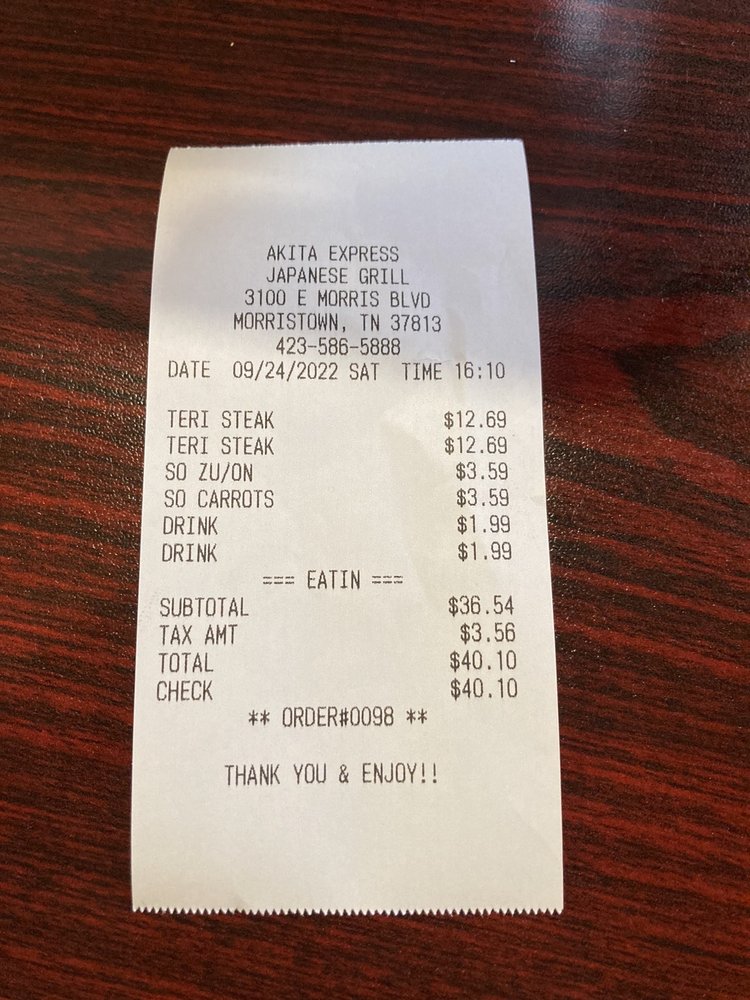 AKITA EXPRESS
JAPANESE GRILL
3100 E MORRIS BLVD
MORRISTOWN, TN 37813
423-586-5888
DATE 09/24/2022 SAT TIME 16:10
TERI STEAK $12.69
TERI STEAK $12.69
SO ZU/ON $3.59
SO CARROTS $3.59
DRINK $1.99
DRINK $1.99
=== EATIN ===
SUBTOTAL $36.54
TAX AMT $3.56
TOTAL $40.10
CHECK $40.10
** ORDER#0098 **
THANK YOU & ENJOY!!